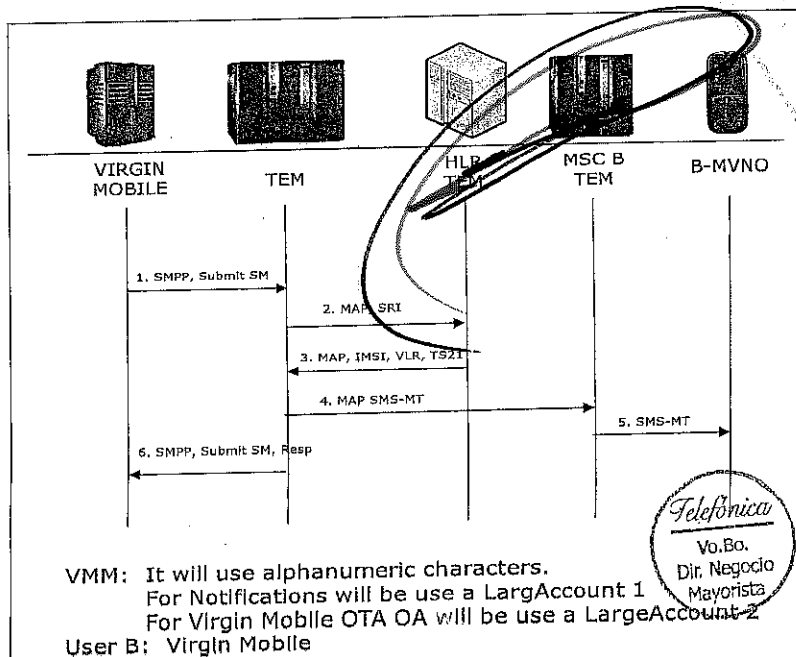 VIRGIN
MOBILE
TEM
HLR
TEM
MSC B
TEM
B-MVNO
1. SMPP, Submit SM
2. MAP, SRI
3. MAP, IMSI, VLR, TS21
4. MAP SMS-MT
5. SMS-MT
6. SMPP, Submit SM, Resp
Telefónica
Vo.Bo.
Dir. Negocio
Mayorista
VMM: It will use alphanumeric characters.
For Notifications will be use a LargAccount 1
For Virgin Mobile OTA OA will be use a LargeAccount 2
User B: Virgin Mobile